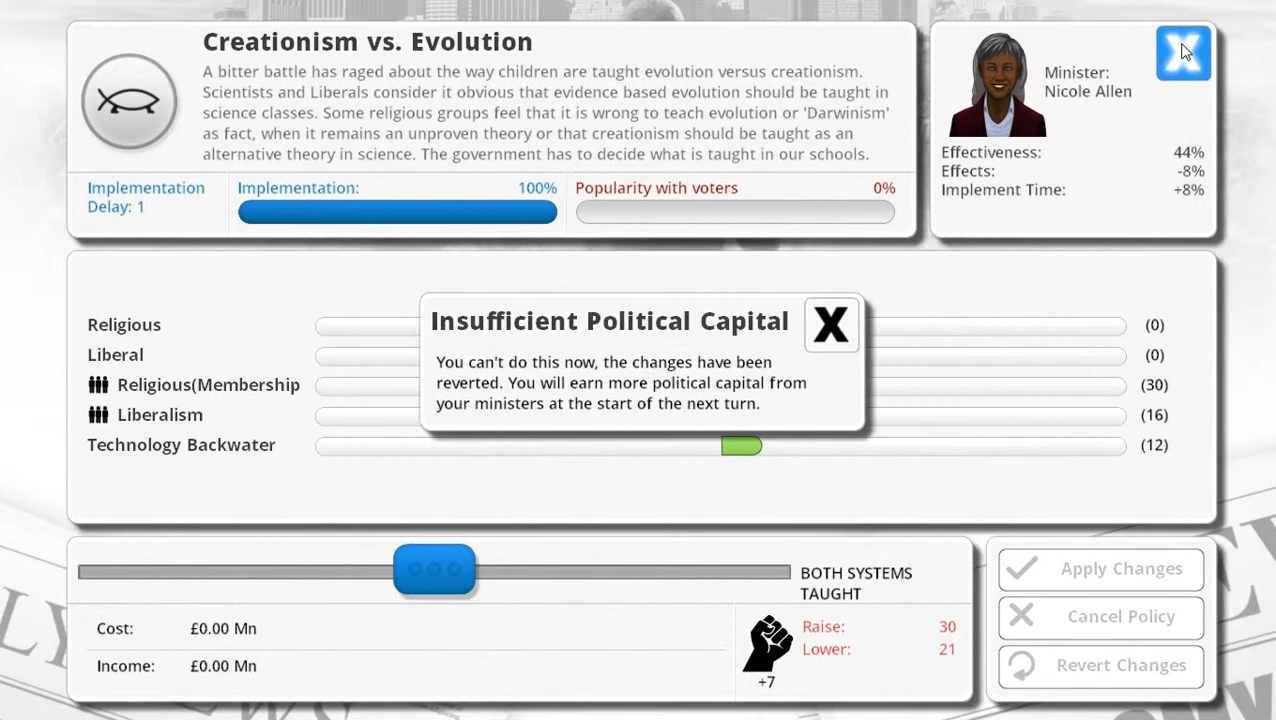 Creationism vs. Evolution
A bitter battle has raged about the way children are taught evolution versus creationism.
Scientists and Liberals consider it obvious that evidence based evolution should be taught in
science classes. Some religious groups feel that it is wrong to teach evolution or 'Darwinism'
as fact, when it remains an unproven theory or that creationism should be taught as an
alternative theory in science. The government has to decide what is taught in our schools.
Implementation
Delay: 1
Implementation: 100%
Popularity with voters 0%
X
Minister:
Nicole Allen
Effectiveness: 44%
Effects: -8%
Implement Time: +8%
Religious (0)
Liberal (0)
Religious(Membership (30)
Liberalism (16)
Technology Backwater (12)
Insufficient Political Capital X
You can't do this now, the changes have been
reverted. You will earn more political capital from
your ministers at the start of the next turn.
BOTH SYSTEMS
TAUGHT
Cost: £0.00 Mn
Income: £0.00 Mn
+7
Raise: 30
Lower: 21
Apply Changes
Cancel Policy
Revert Changes